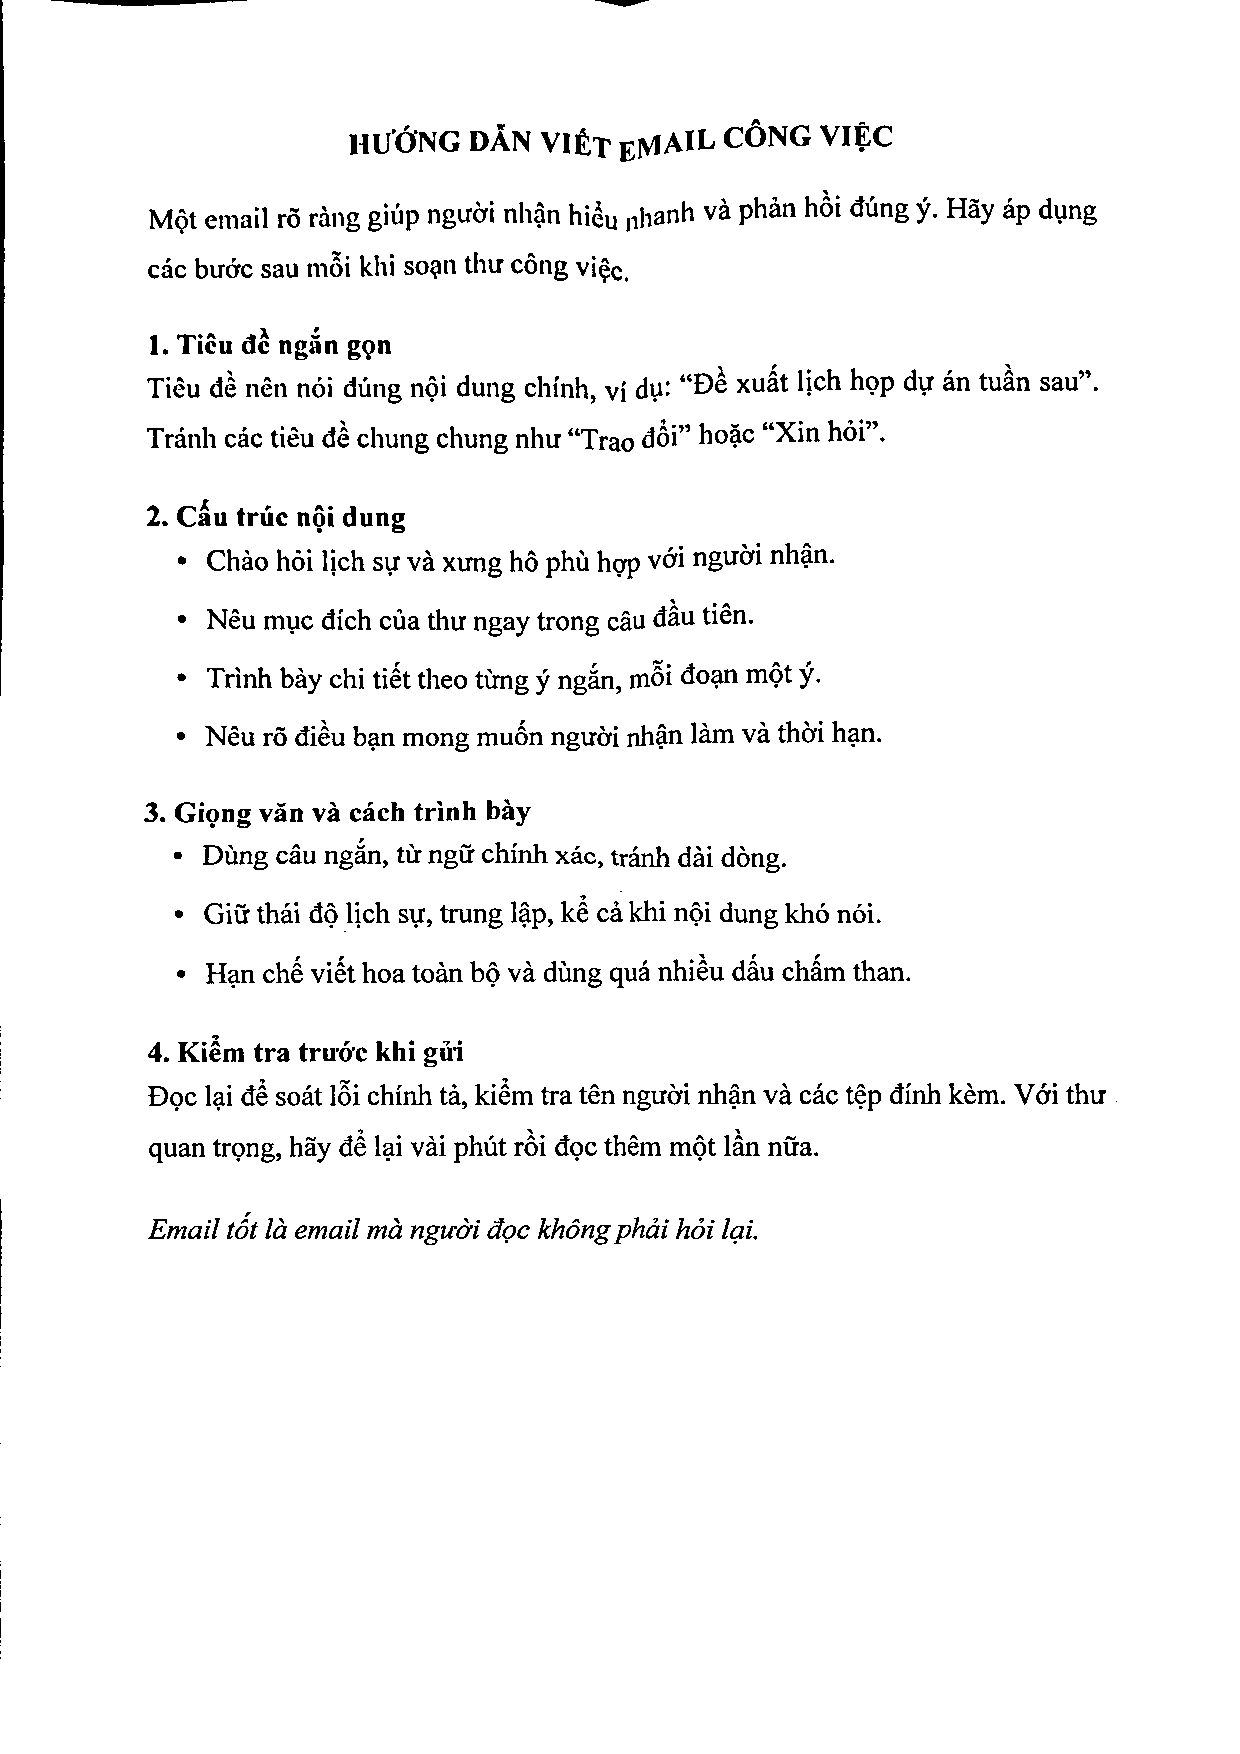 HƯỚNG DẪN VIẾT EMAIL CÔNG VIỆC
Một email rõ ràng giúp người nhận hiểu nhanh và phản hồi đúng ý. Hãy áp dụng
các bước sau mỗi khi soạn thư công việc.
1. Tiêu đề ngắn gọn
Tiêu đề nên nói đúng nội dung chính, ví dụ: “Đề xuất lịch họp dự án tuần sau”.
Tránh các tiêu đề chung chung như “Trao đổi” hoặc “Xin hỏi”.
2. Cấu trúc nội dung
• Chào hỏi lịch sự và xưng hô phù hợp với người nhận.
• Nêu mục đích của thư ngay trong câu đầu tiên.
• Trình bày chi tiết theo từng ý ngắn, mỗi đoạn một ý.
• Nêu rõ điều bạn mong muốn người nhận làm và thời hạn.
3. Giọng văn và cách trình bày
• Dùng câu ngắn, từ ngữ chính xác, tránh dài dòng.
• Giữ thái độ lịch sự, trung lập, kể cả khi nội dung khó nói.
• Hạn chế viết hoa toàn bộ và dùng quá nhiều dấu chấm than.
4. Kiểm tra trước khi gửi
Đọc lại để soát lỗi chính tả, kiểm tra tên người nhận và các tệp đính kèm. Với thư
quan trọng, hãy để lại vài phút rồi đọc thêm một lần nữa.
Email tốt là email mà người đọc không phải hỏi lại.